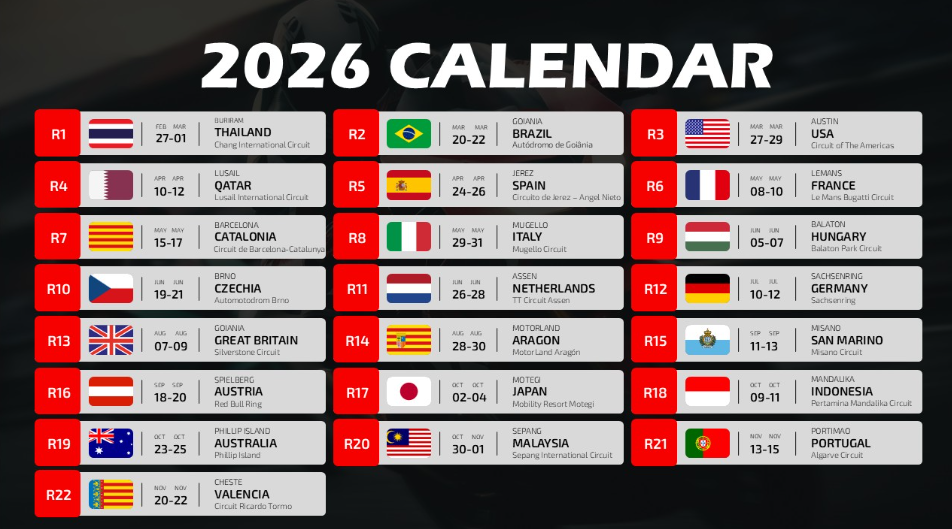 2026 CALENDAR
R1
FEB MAR
27-01
BURIRAM
THAILAND
Chang International Circuit
R2
MAR MAR
20-22
GOIANIA
BRAZIL
Autódromo de Goiânia
R3
MAR MAR
27-29
AUSTIN
USA
Circuit of The Americas
R4
APR APR
10-12
LUSAIL
QATAR
Lusail International Circuit
R5
APR APR
24-26
JEREZ
SPAIN
Circuito de Jerez – Angel Nieto
R6
MAY MAY
08-10
LEMANS
FRANCE
Le Mans Bugatti Circuit
R7
MAY MAY
15-17
BARCELONA
CATALONIA
Circuit de Barcelona-Catalunya
R8
MAY MAY
29-31
MUGELLO
ITALY
Mugello Circuit
R9
JUN JUN
05-07
BALATON
HUNGARY
Balaton Park Circuit
R10
JUN JUN
19-21
BRNO
CZECHIA
Automotodrom Brno
R11
JUN JUN
26-28
ASSEN
NETHERLANDS
TT Circuit Assen
R12
JUL JUL
10-12
SACHSENRING
GERMANY
Sachsenring
R13
AUG AUG
07-09
GOIANIA
GREAT BRITAIN
Silverstone Circuit
R14
AUG AUG
28-30
MOTORLAND
ARAGON
MotorLand Aragón
R15
SEP SEP
11-13
MISANO
SAN MARINO
Misano Circuit
R16
SEP SEP
18-20
SPIELBERG
AUSTRIA
Red Bull Ring
R17
OCT OCT
02-04
MOTEGI
JAPAN
Mobility Resort Motegi
R18
OCT OCT
09-11
MANDALIKA
INDONESIA
Pertamina Mandalika Circuit
R19
OCT OCT
23-25
PHILLIP ISLAND
AUSTRALIA
Phillip Island
R20
OCT NOV
30-01
SEPANG
MALAYSIA
Sepang International Circuit
R21
NOV NOV
13-15
PORTIMAO
PORTUGAL
Algarve Circuit
R22
NOV NOV
20-22
CHESTE
VALENCIA
Circuit Ricardo Tormo